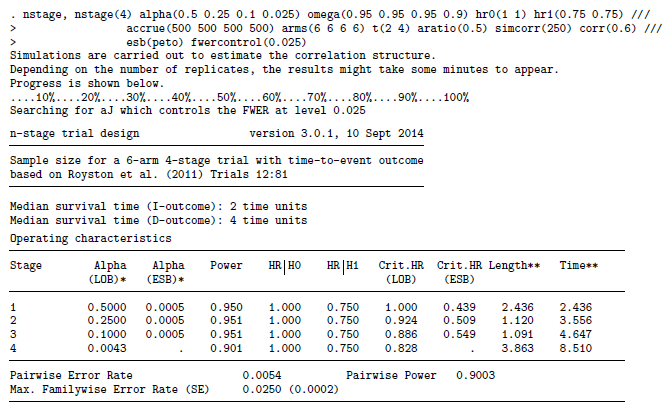 . nstage, nstage(4) alpha(0.5 0.25 0.1 0.025) omega(0.95 0.95 0.95 0.9) hr0(1 1) hr1(0.75 0.75) ///
> accrue(500 500 500 500) arms(6 6 6 6) t(2 4) aratio(0.5) simcorr(250) corr(0.6) ///
> esb(peto) fwercontrol(0.025)
Simulations are carried out to estimate the correlation structure.
Depending on the number of replicates, the results might take some minutes to appear.
Progress is shown below.
....10%....20%....30%....40%....50%....60%....70%....80%....90%....100%
Searching for aJ which controls the FWER at level 0.025
n-stage trial design version 3.0.1, 10 Sept 2014
Sample size for a 6-arm 4-stage trial with time-to-event outcome
based on Royston et al. (2011) Trials 12:81
Median survival time (I-outcome): 2 time units
Median survival time (D-outcome): 4 time units
Operating characteristics
Stage Alpha Alpha Power HR|H0 HR|H1 Crit.HR Crit.HR Length** Time**
(LOB)* (ESB)* (LOB) (ESB)
1 0.5000 0.0005 0.950 1.000 0.750 1.000 0.439 2.436 2.436
2 0.2500 0.0005 0.951 1.000 0.750 0.924 0.509 1.120 3.556
3 0.1000 0.0005 0.951 1.000 0.750 0.886 0.549 1.091 4.647
4 0.0043 . 0.901 1.000 0.750 0.828 . 3.863 8.510
Pairwise Error Rate 0.0054 Pairwise Power 0.9003
Max. Familywise Error Rate (SE) 0.0250 (0.0002)